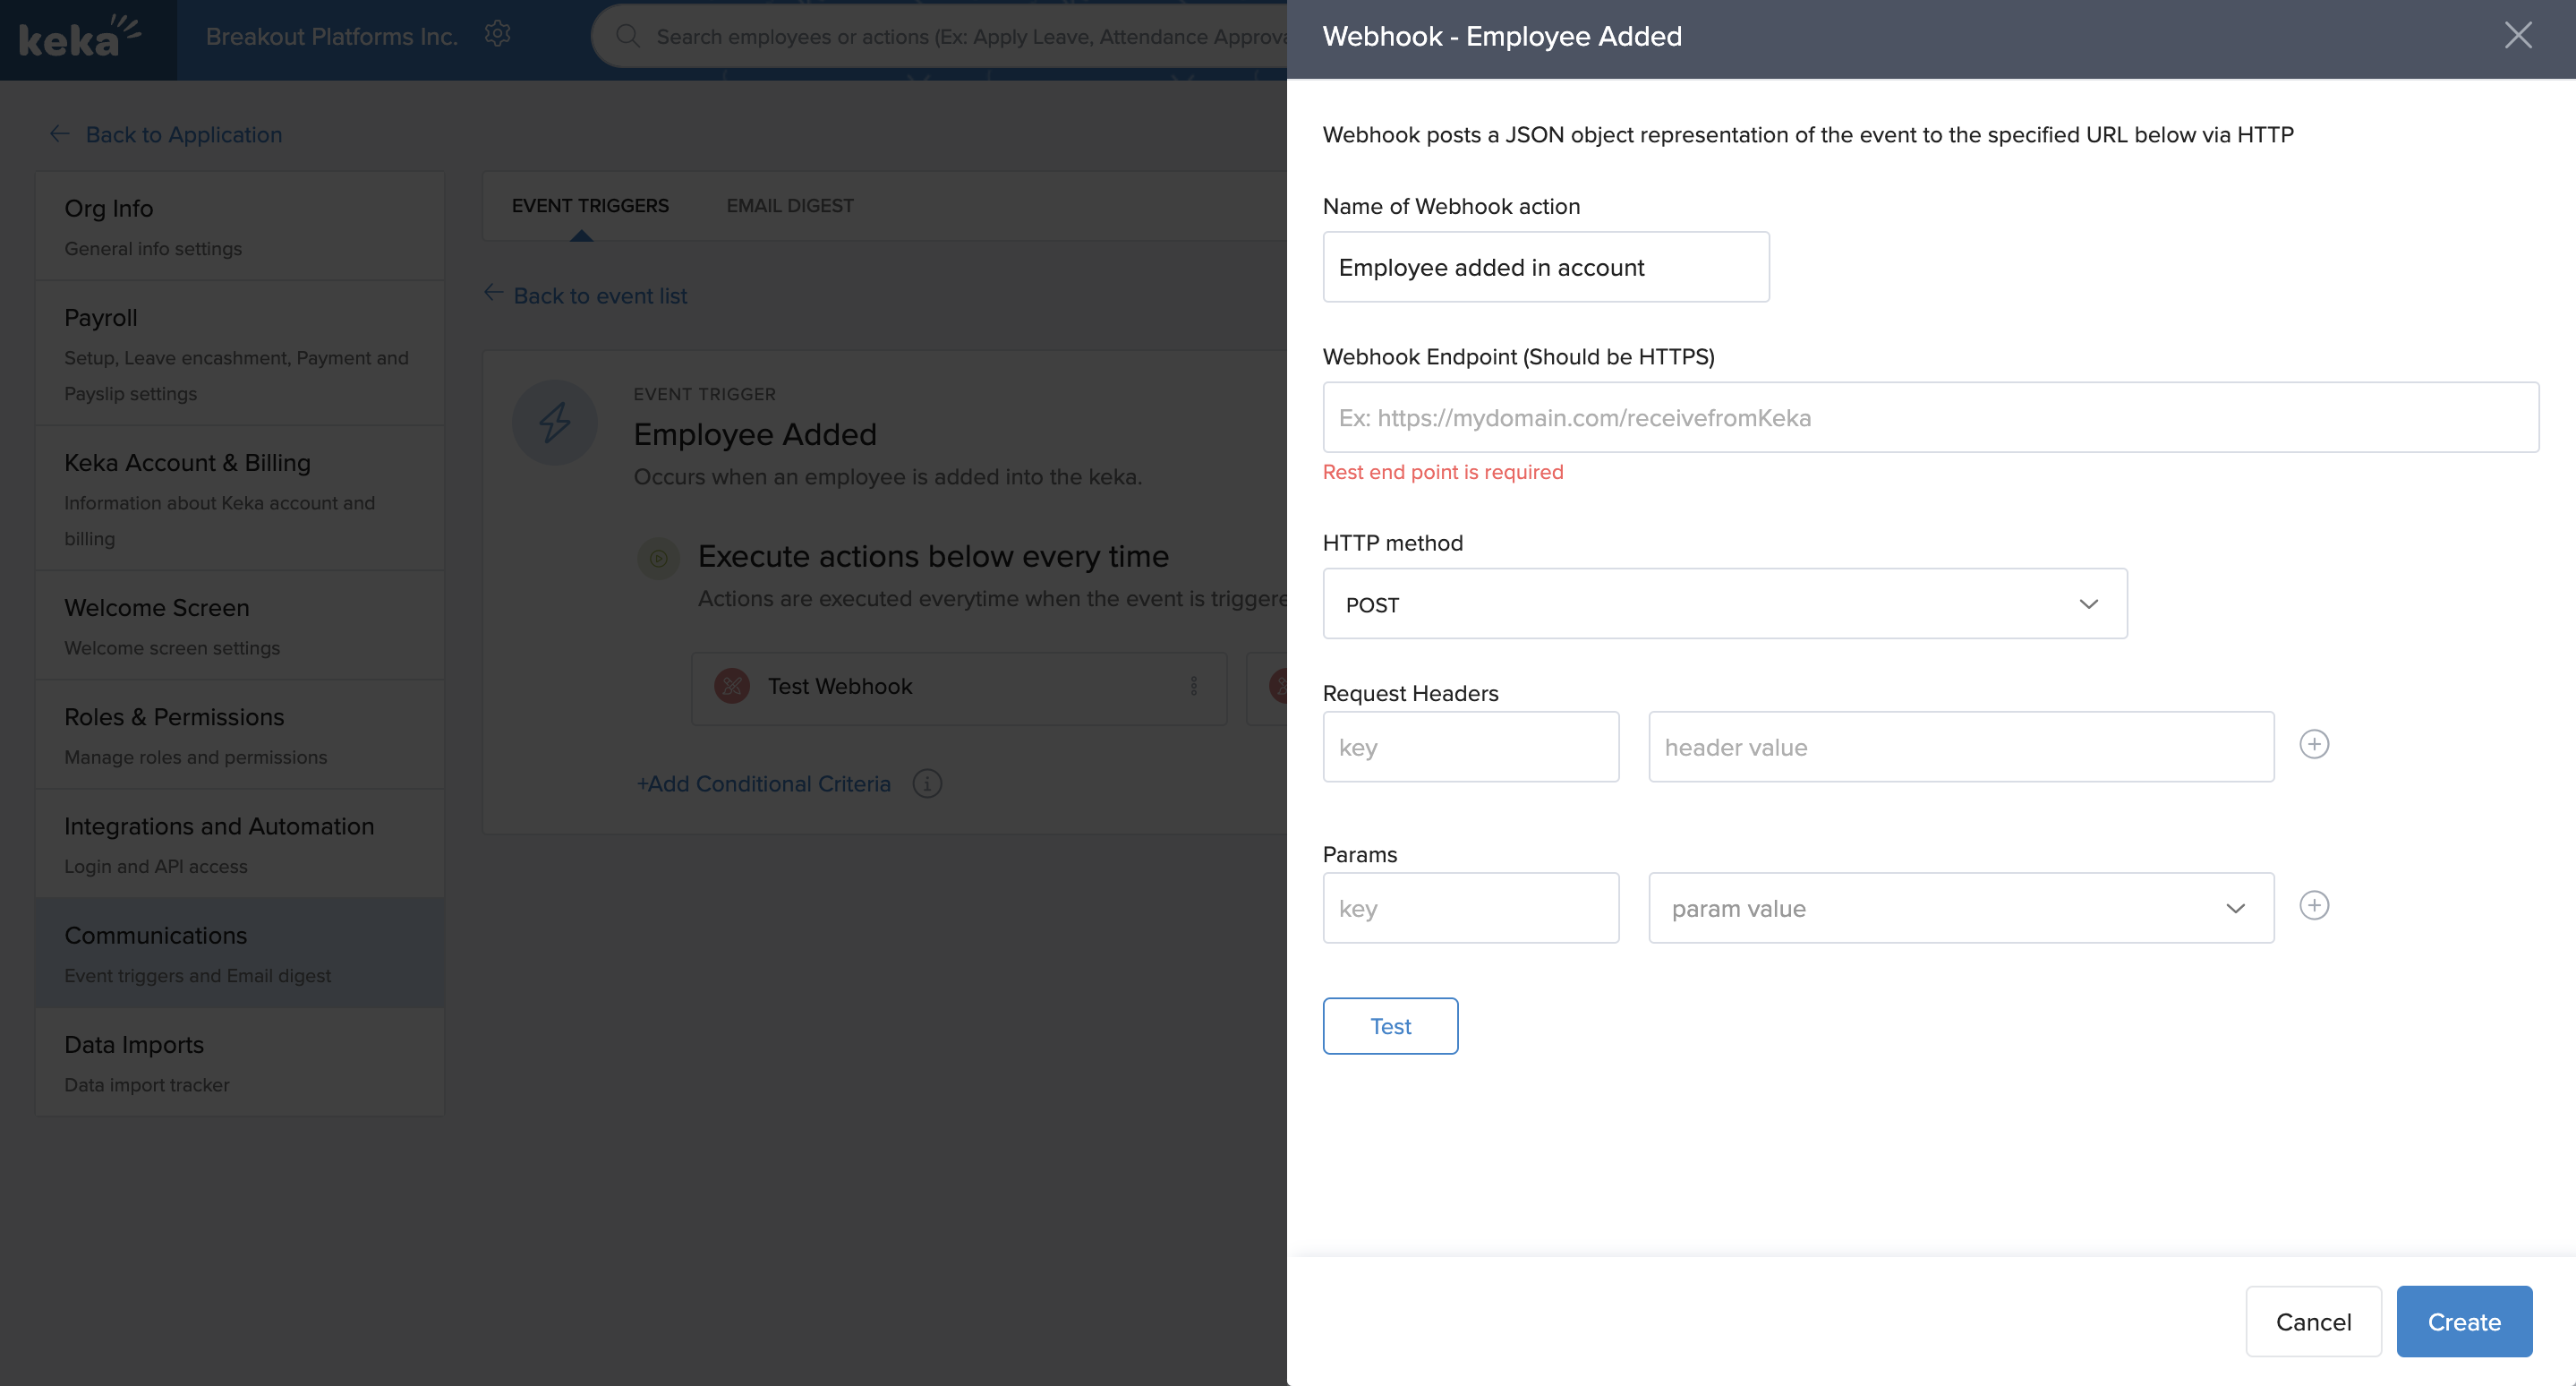 keka
Breakout Platforms Inc.
Search employees or actions (Ex: Apply Leave, Attendance Approva
Back to Application
Org Info
General info settings
Payroll
Setup, Leave encashment, Payment and
Payslip settings
Keka Account & Billing
Information about Keka account and
billing
Welcome Screen
Welcome screen settings
Roles & Permissions
Manage roles and permissions
Integrations and Automation
Login and API access
Communications
Event triggers and Email digest
Data Imports
Data import tracker
EVENT TRIGGERS
EMAIL DIGEST
Back to event list
EVENT TRIGGER
Employee Added
Occurs when an employee is added into the keka.
Execute actions below every time
Actions are executed everytime when the event is triggere
Test Webhook
+Add Conditional Criteria
Webhook - Employee Added
Webhook posts a JSON object representation of the event to the specified URL below via HTTP
Name of Webhook action
Employee added in account
Webhook Endpoint (Should be HTTPS)
Ex: https://mydomain.com/receivefromKeka
Rest end point is required
HTTP method
POST
Request Headers
key
header value
Params
key
param value
Test
Cancel
Create